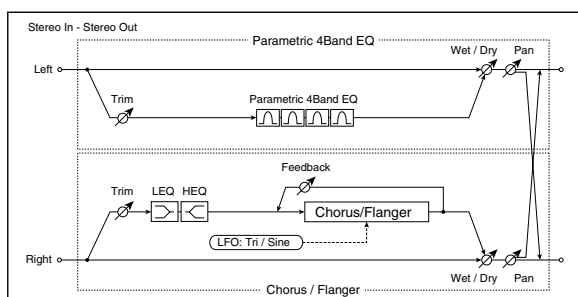 Stereo In - Stereo Out
Parametric 4Band EQ
Wet / Dry Pan
Left
Trim
Parametric 4Band EQ
Feedback
Trim LEQ HEQ
Chorus/Flanger
LFO: Tri / Sine
Right
Wet / Dry Pan
Chorus / Flanger